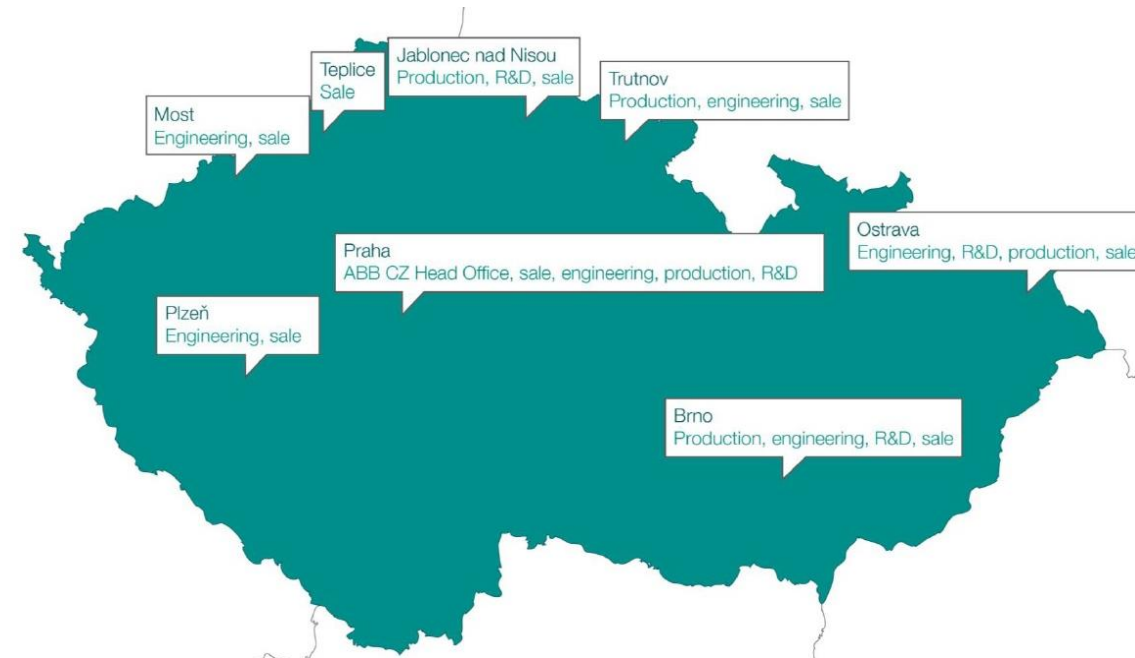 Jablonec nad Nisou
Production, R&D, sale
Teplice
Sale
Trutnov
Production, engineering, sale
Most
Engineering, sale
Ostrava
Engineering, R&D, production, sale
Praha
ABB CZ Head Office, sale, engineering, production, R&D
Plzeň
Engineering, sale
Brno
Production, engineering, R&D, sale